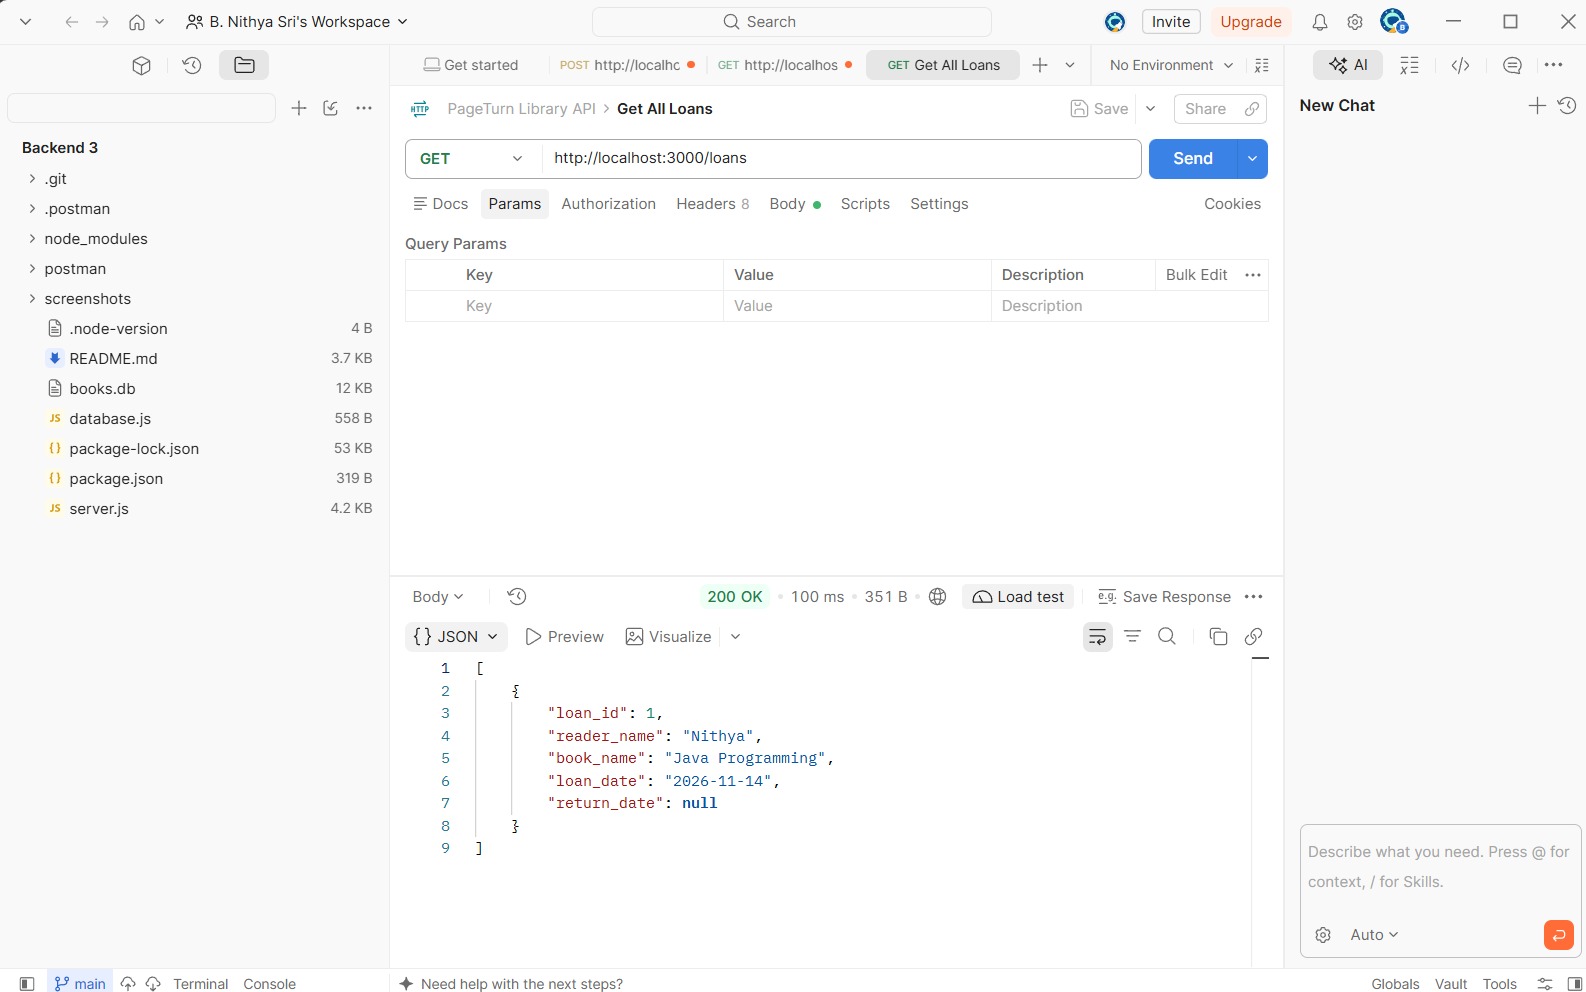 B. Nithya Sri's Workspace
Search
Invite
Upgrade
Get started
POST http://localhc
GET http://localhos
GET Get All Loans
No Environment
AI
PageTurn Library API > Get All Loans
Save
Share
New Chat
Backend 3
.git
.postman
node_modules
postman
screenshots
.node-version 4 B
README.md 3.7 KB
books.db 12 KB
JS database.js 558 B
{} package-lock.json 53 KB
{} package.json 319 B
JS server.js 4.2 KB
HTTP
GET http://localhost:3000/loans
Send
Docs Params Authorization Headers 8 Body Scripts Settings Cookies
Query Params
Key Value Description Bulk Edit
Key Value Description
Body
200 OK • 100 ms • 351 B
Load test
e.g. Save Response
{} JSON Preview Visualize
1 [
2 {
3 "loan_id": 1,
4 "reader_name": "Nithya",
5 "book_name": "Java Programming",
6 "loan_date": "2026-11-14",
7 "return_date": null
8 }
9 ]
Describe what you need. Press @ for
context, / for Skills.
Auto
main
Terminal
Console
Need help with the next steps?
Globals Vault Tools